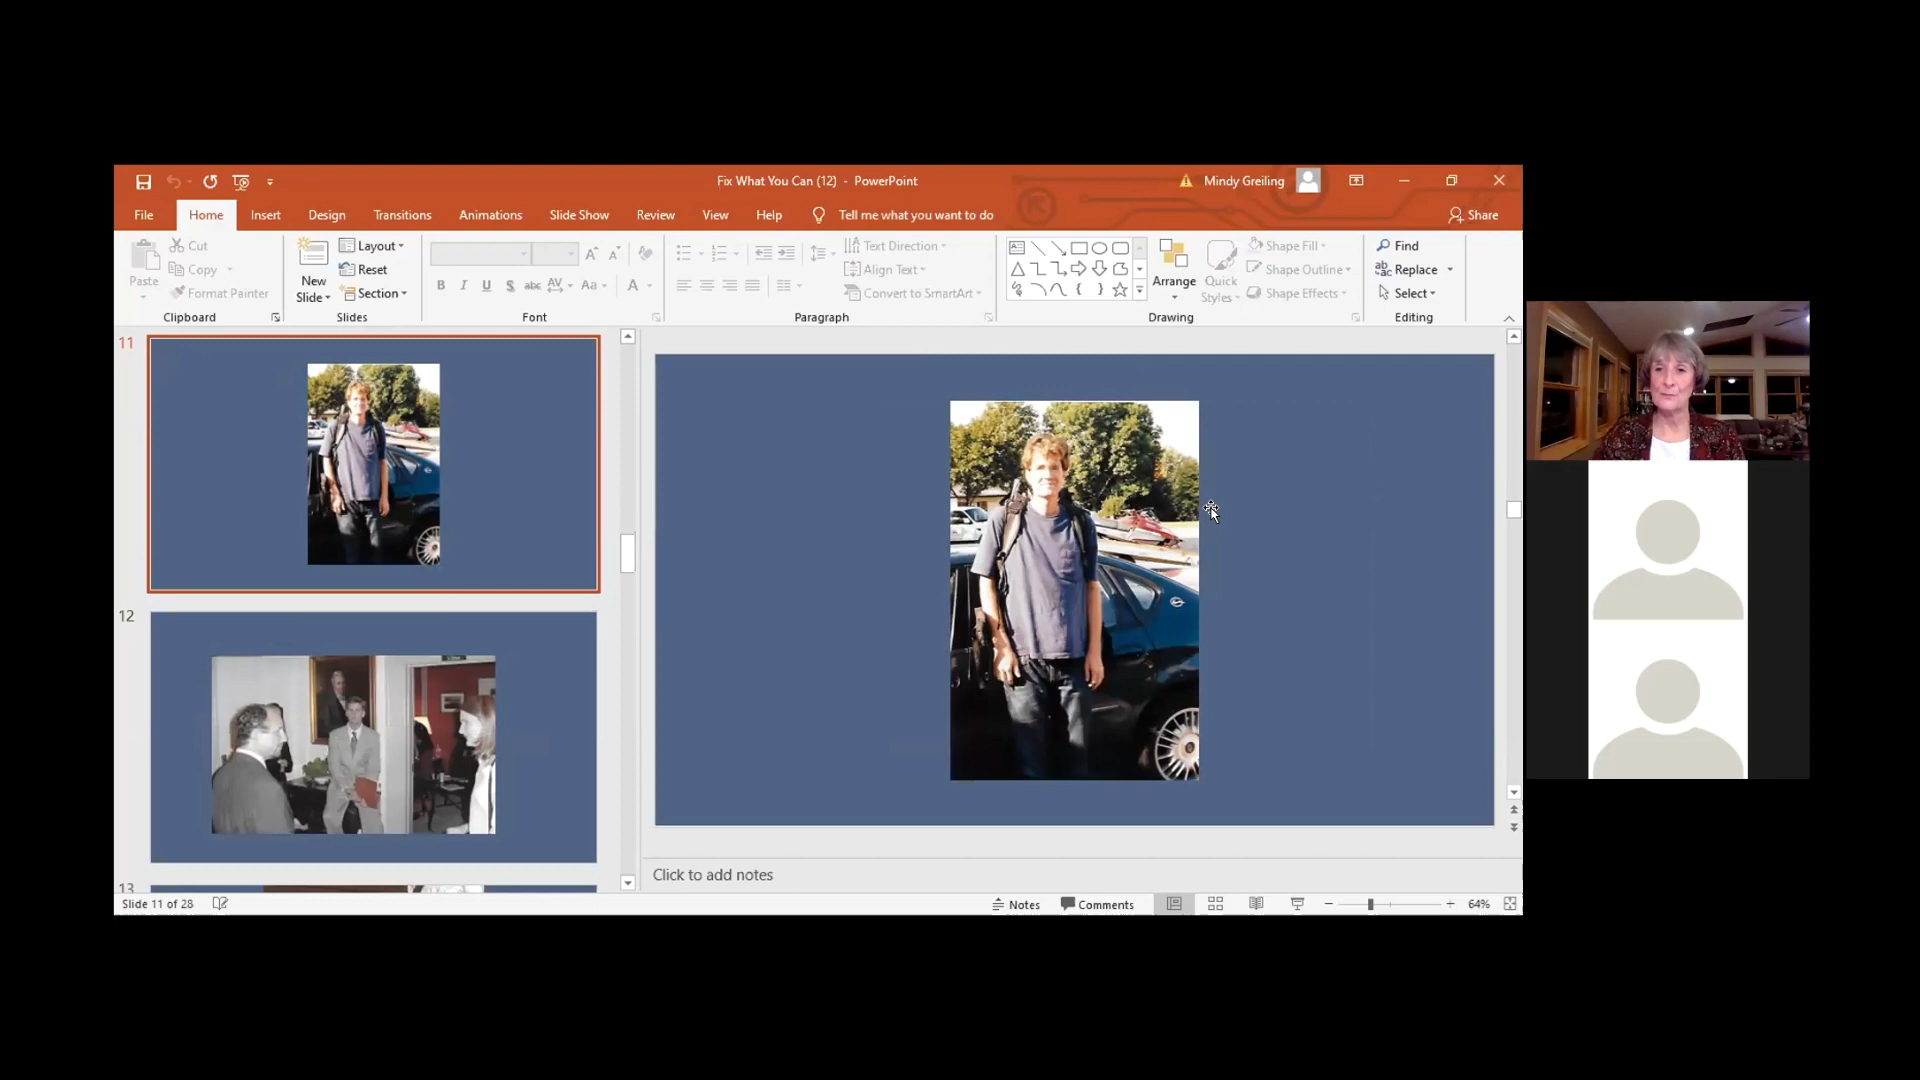 Fix What You Can (12) - PowerPoint
Mindy Greiling
File Home Insert Design Transitions Animations Slide Show Review View Help Tell me what you want to do Share
Paste
Cut
Copy
Format Painter
Clipboard
New Slide
Layout
Reset
Section
Slides
B I U S abc AV Aa A
Font
Text Direction
Align Text
Convert to SmartArt
Paragraph
Arrange
Quick Styles
Shape Fill
Shape Outline
Shape Effects
Drawing
Find
Replace
Select
Editing
11
12
13
Click to add notes
Slide 11 of 28
Notes Comments 64%